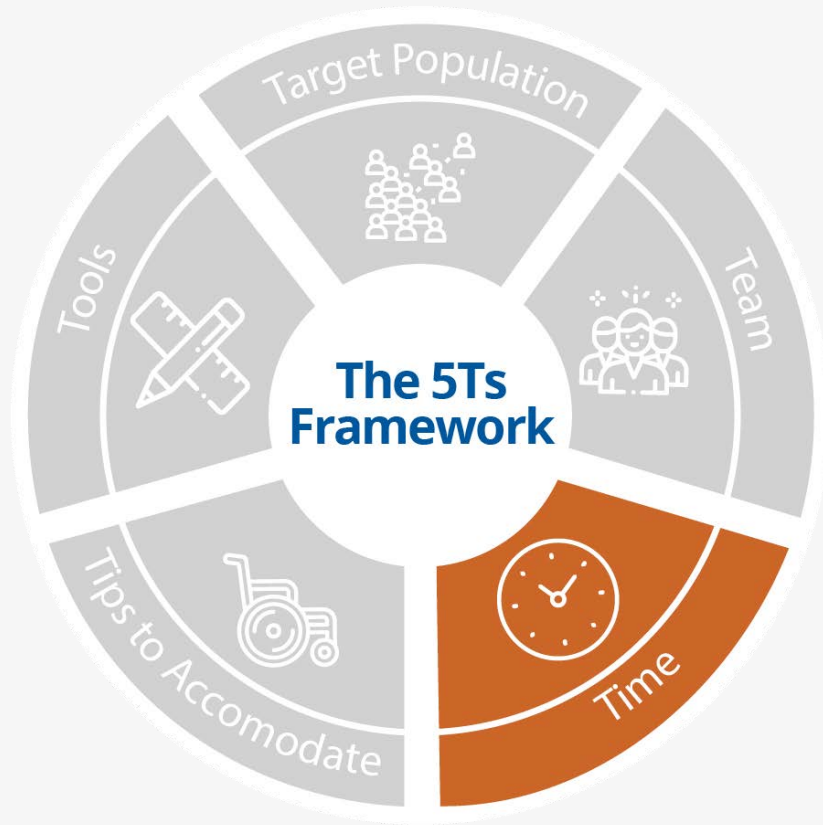 Target Population
Team
Time
Tips to Accomodate
Tools
The 5Ts
Framework